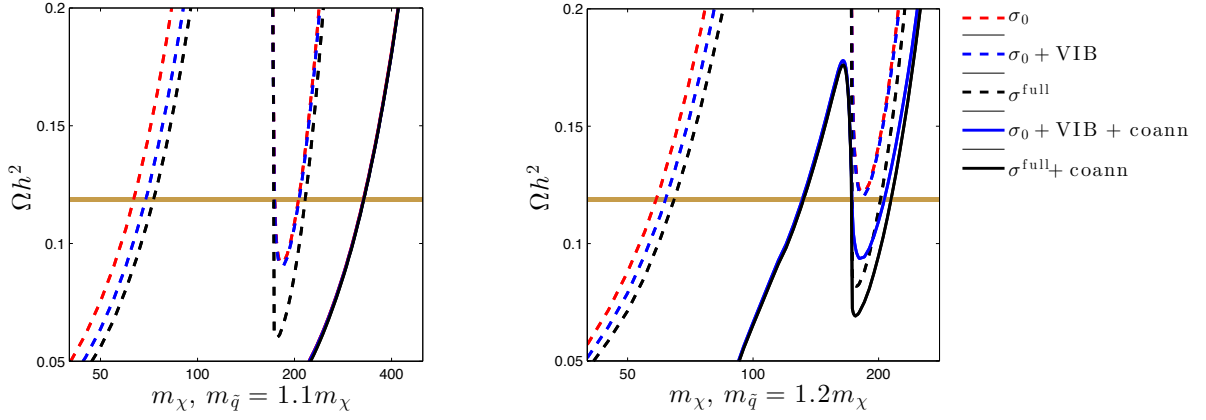 0.2
0.15
0.1
0.05
Ωh²
50 100 200 400
m_χ, m_q̃ = 1.1m_χ
0.2
0.15
0.1
0.05
Ωh²
50 100 200
m_χ, m_q̃ = 1.2m_χ
σ₀
σ₀ + VIB
σ^full
σ₀ + VIB + coann
σ^full + coann